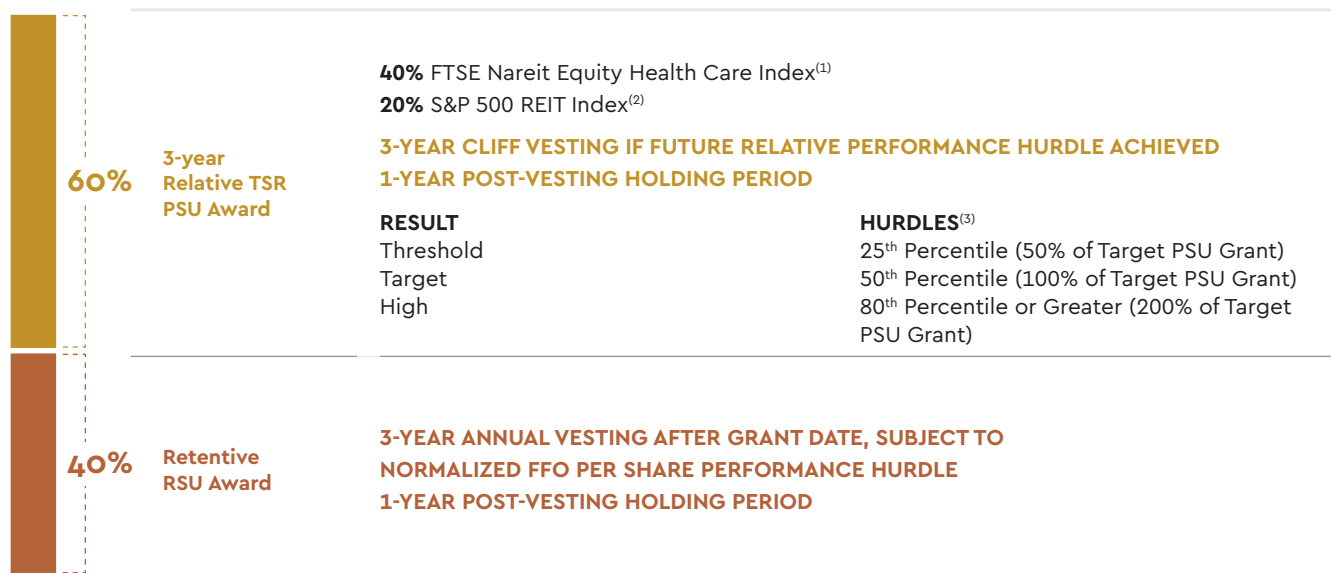 40% FTSE Nareit Equity Health Care Index(1)
20% S&P 500 REIT Index(2)
60%
3-year
Relative TSR
PSU Award
3-YEAR CLIFF VESTING IF FUTURE RELATIVE PERFORMANCE HURDLE ACHIEVED
1-YEAR POST-VESTING HOLDING PERIOD
RESULT HURDLES(3)
Threshold 25th Percentile (50% of Target PSU Grant)
Target 50th Percentile (100% of Target PSU Grant)
High 80th Percentile or Greater (200% of Target
PSU Grant)
40%
Retentive
RSU Award
3-YEAR ANNUAL VESTING AFTER GRANT DATE, SUBJECT TO
NORMALIZED FFO PER SHARE PERFORMANCE HURDLE
1-YEAR POST-VESTING HOLDING PERIOD